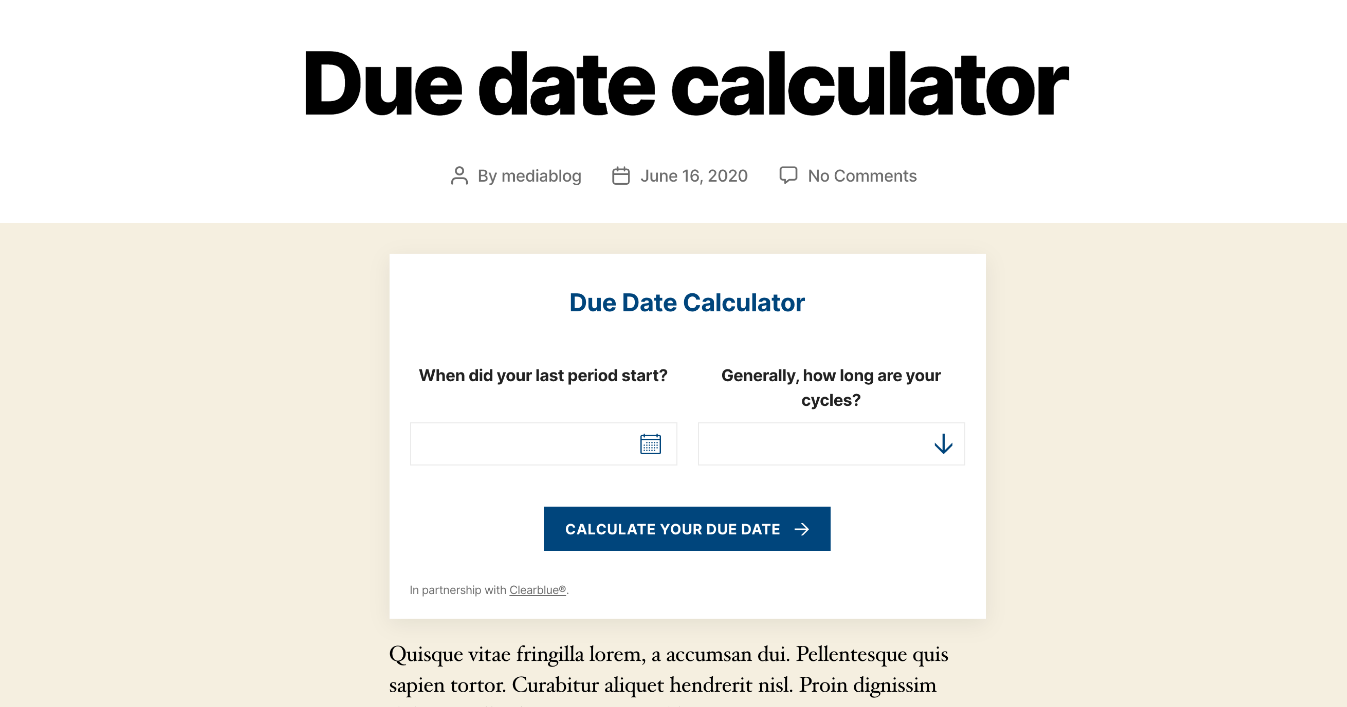 Due date calculator
By mediablog June 16, 2020 No Comments
Due Date Calculator
When did your last period start?
Generally, how long are your
cycles?
CALCULATE YOUR DUE DATE
In partnership with Clearblue®.
Quisque vitae fringilla lorem, a accumsan dui. Pellentesque quis
sapien tortor. Curabitur aliquet hendrerit nisl. Proin dignissim